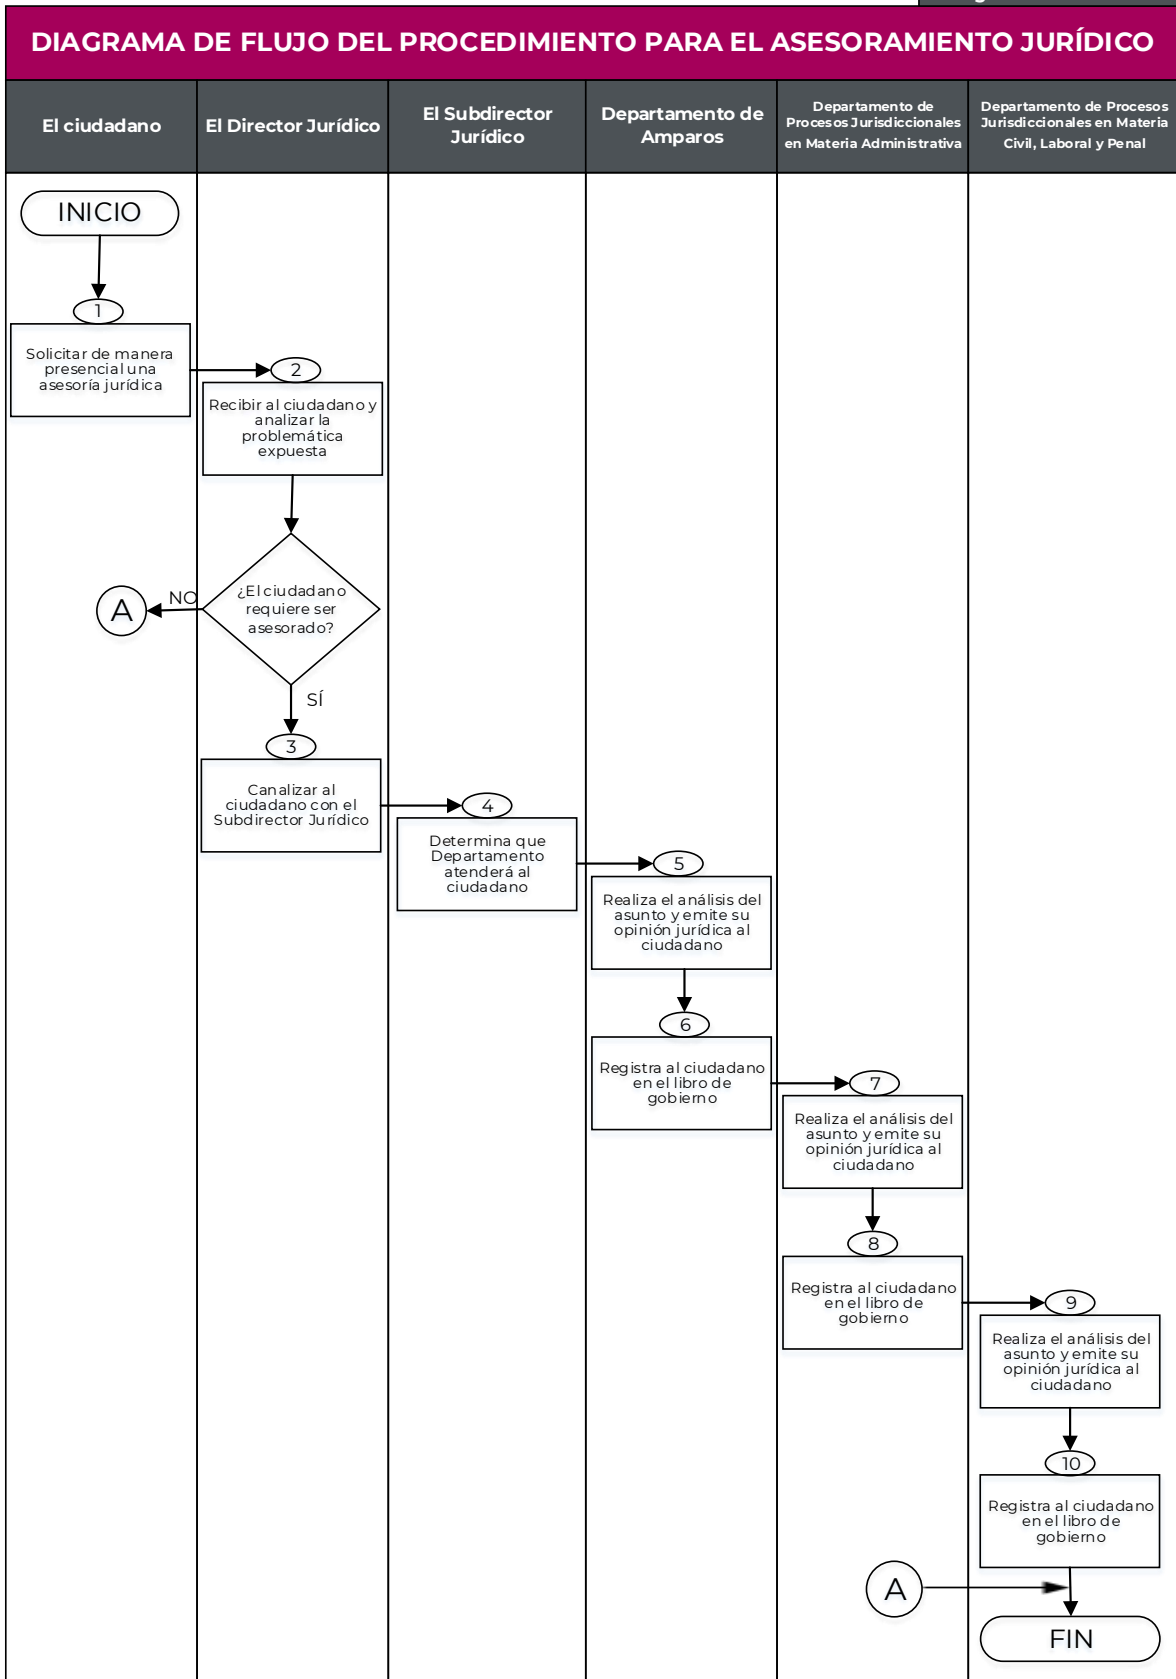 DIAGRAMA DE FLUJO DEL PROCEDIMIENTO PARA EL ASESORAMIENTO JURÍDICO
El ciudadano
El Director Jurídico
El Subdirector
Jurídico
Departamento de
Amparos
Departamento de
Procesos Jurisdiccionales
en Materia Administrativa
Departamento de Procesos
Jurisdiccionales en Materia
Civil, Laboral y Penal
INICIO
1
Solicitar de manera
presencial una
asesoría jurídica
2
Recibir al ciudadano y
analizar la
problemática
expuesta
¿El ciudadano
requiere ser
asesorado?
NO
A
SÍ
3
Canalizar al
ciudadano con el
Subdirector Jurídico
4
Determina que
Departamento
atenderá al
ciudadano
5
Realiza el análisis del
asunto y emite su
opinión jurídica al
ciudadano
6
Registra al ciudadano
en el libro de
gobierno
7
Realiza el análisis del
asunto y emite su
opinión jurídica al
ciudadano
8
Registra al ciudadano
en el libro de
gobierno
9
Realiza el análisis del
asunto y emite su
opinión jurídica al
ciudadano
10
Registra al ciudadano
en el libro de
gobierno
A
FIN